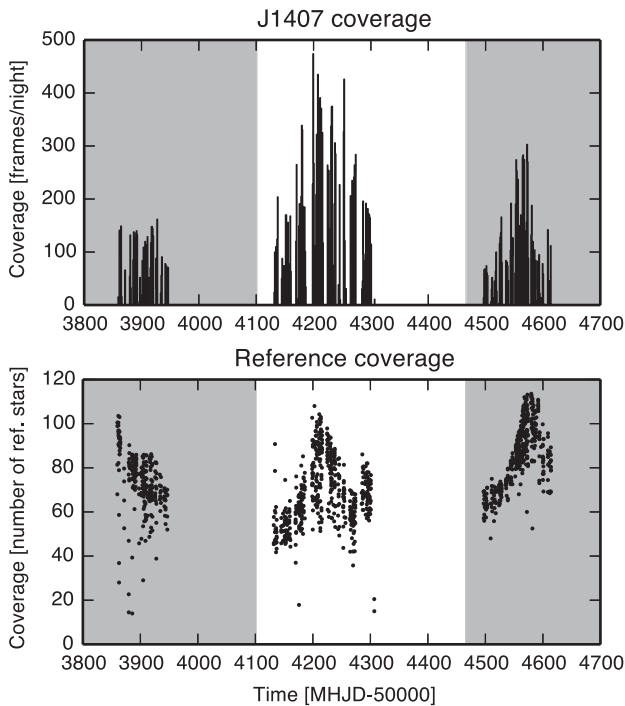 J1407 coverage
Coverage [frames/night]
500
400
300
200
100
0
3800 3900 4000 4100 4200 4300 4400 4500 4600 4700
Reference coverage
Coverage [number of ref. stars]
120
100
80
60
40
20
0
3800 3900 4000 4100 4200 4300 4400 4500 4600 4700
Time [MHJD-50000]